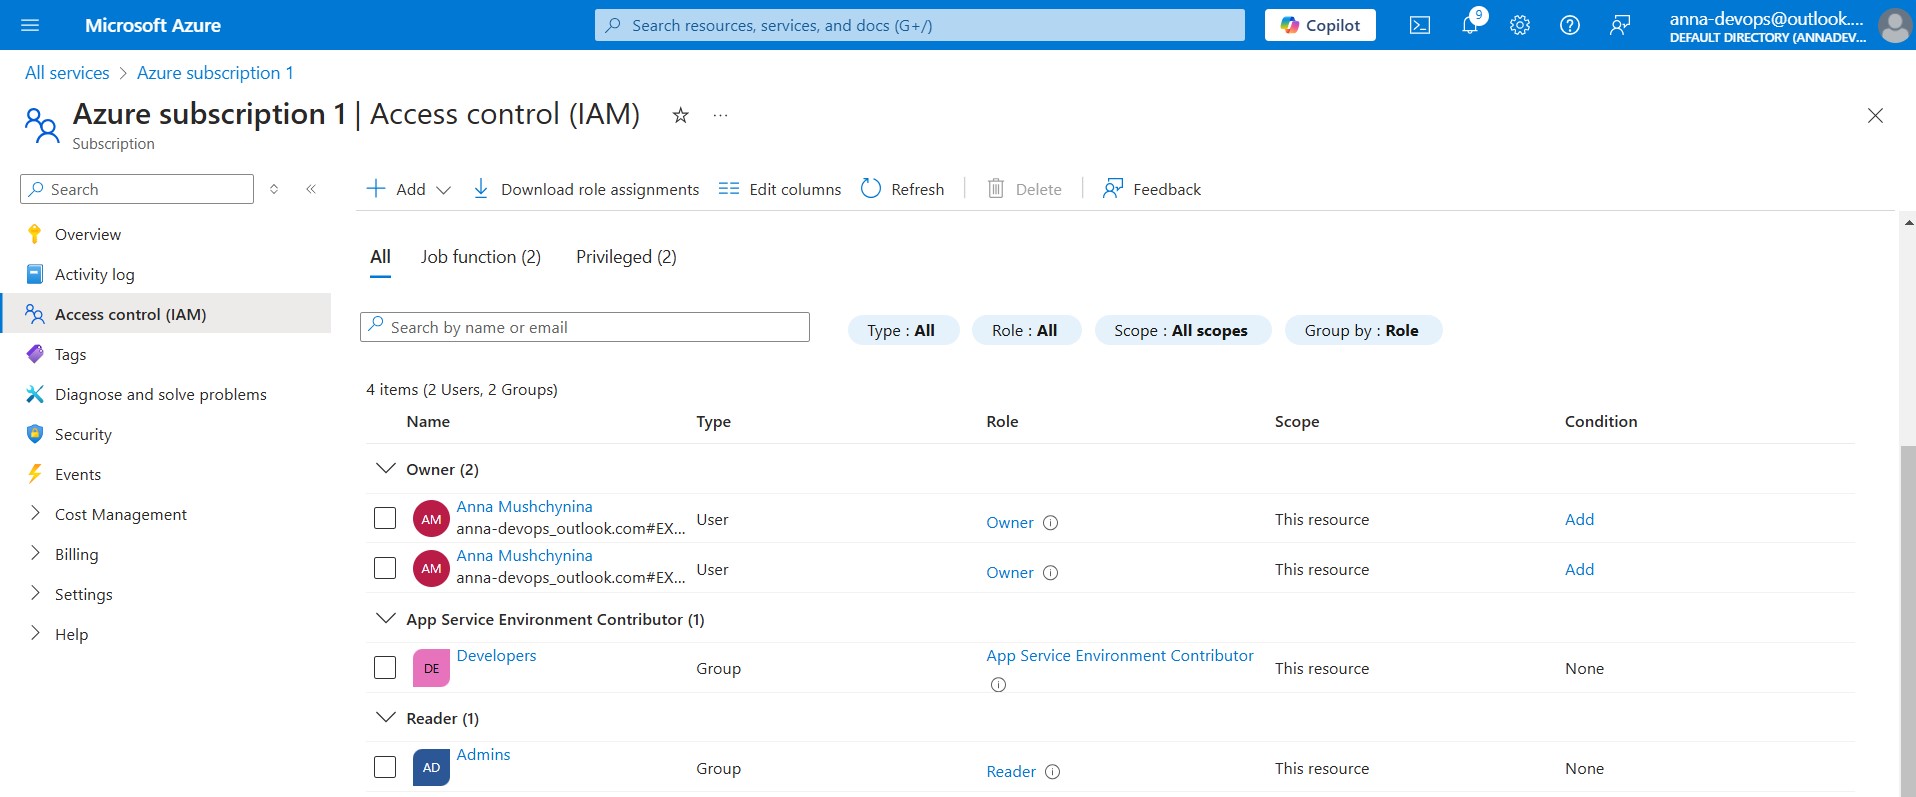 Microsoft Azure
Search resources, services, and docs (G+/)
Copilot
9
anna-devops@outlook....
DEFAULT DIRECTORY (ANNADEV...
All services > Azure subscription 1
Azure subscription 1 | Access control (IAM)
Subscription
Search
Add
Download role assignments
Edit columns
Refresh
Delete
Feedback
Overview
Activity log
Access control (IAM)
Tags
Diagnose and solve problems
Security
Events
Cost Management
Billing
Settings
Help
All Job function (2) Privileged (2)
Search by name or email
Type : All
Role : All
Scope : All scopes
Group by : Role
4 items (2 Users, 2 Groups)
Name Type Role Scope Condition
Owner (2)
AM Anna Mushchynina
anna-devops_outlook.com#EX... User Owner This resource Add
AM Anna Mushchynina
anna-devops_outlook.com#EX... User Owner This resource Add
App Service Environment Contributor (1)
DE Developers Group App Service Environment Contributor This resource None
Reader (1)
AD Admins Group Reader This resource None